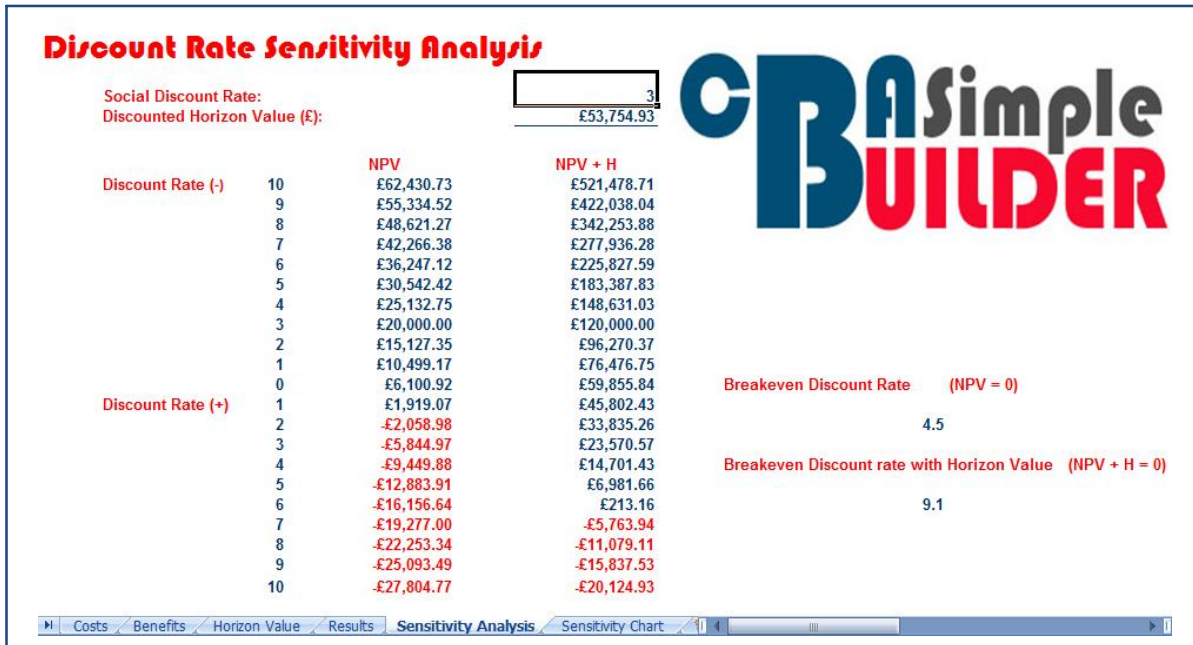 Discount Rate Sensitivity Analysis
CBA Simple
BUILDER
Social Discount Rate: 3
Discounted Horizon Value (£): £53,754.93
NPV NPV + H
Discount Rate (-) 10 £62,430.73 £521,478.71
9 £55,334.52 £422,038.04
8 £48,621.27 £342,253.88
7 £42,266.38 £277,936.28
6 £36,247.12 £225,827.59
5 £30,542.42 £183,387.83
4 £25,132.75 £148,631.03
3 £20,000.00 £120,000.00
2 £15,127.35 £96,270.37
1 £10,499.17 £76,476.75
0 £6,100.92 £59,855.84
Discount Rate (+) 1 £1,919.07 £45,802.43
2 -£2,058.98 £33,835.26
3 -£5,844.97 £23,570.57
4 -£9,449.88 £14,701.43
5 -£12,883.91 £6,981.66
6 -£16,156.64 £213.16
7 -£19,277.00 -£5,763.94
8 -£22,253.34 -£11,079.11
9 -£25,093.49 -£15,837.53
10 -£27,804.77 -£20,124.93
Breakeven Discount Rate (NPV = 0)
4.5
Breakeven Discount rate with Horizon Value (NPV + H = 0)
9.1
Costs Benefits Horizon Value Results Sensitivity Analysis Sensitivity Chart